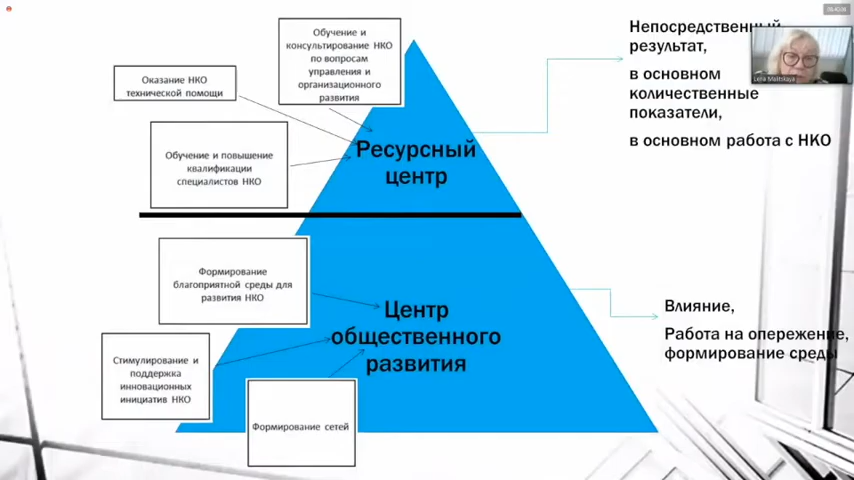 Обучение и
консультирование НКО
по вопросам
управления и
организационного
развития
Оказание НКО
технической помощи
Обучение и повышение
квалификации
специалистов НКО
Ресурсный
центр
Непосредственный
результат,
в основном
количественные
показатели,
в основном работа с НКО
Формирование
благоприятной среды для
развития НКО
Стимулирование и
поддержка
инновационных
инициатив НКО
Формирование сетей
Центр
общественного
развития
Влияние,
Работа на опережение,
формирование среды